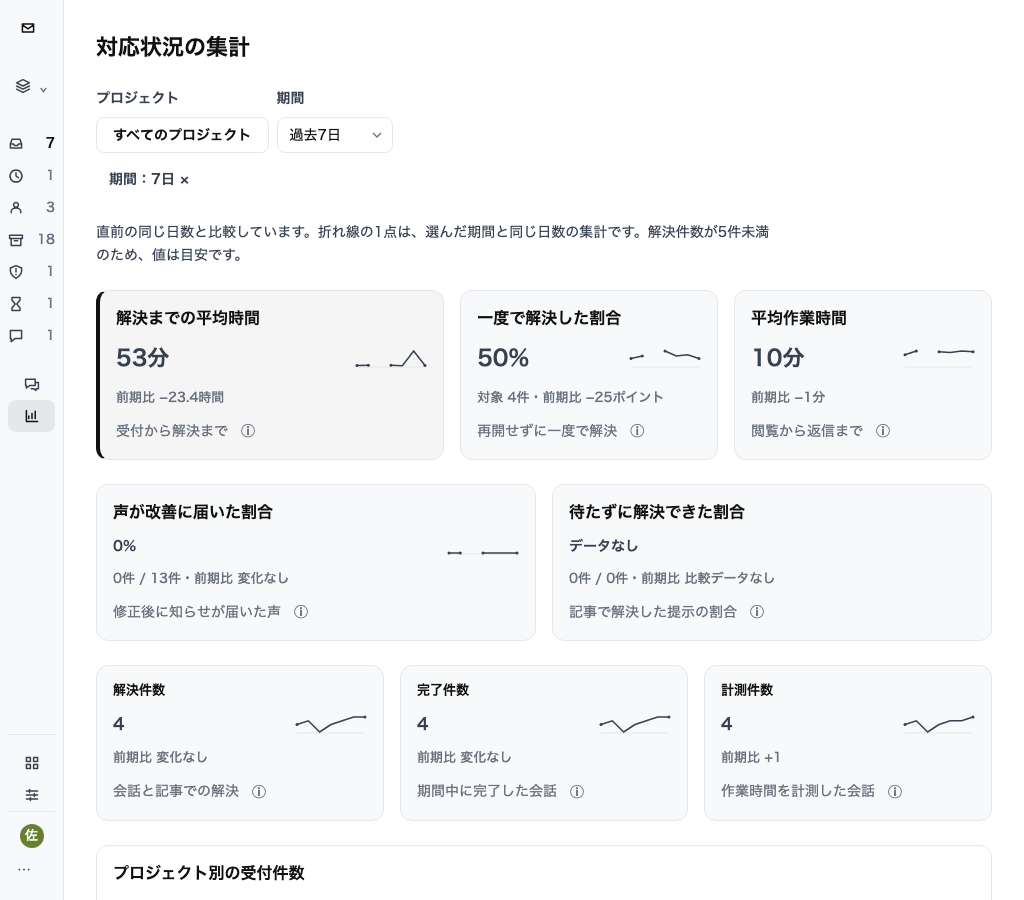 対応状況の集計
プロジェクト
期間
すべてのプロジェクト
過去7日
期間：7日 ×
7
1
3
18
1
1
1
直前の同じ日数と比較しています。折れ線の1点は、選んだ期間と同じ日数の集計です。解決件数が5件未満
のため、値は目安です。
解決までの平均時間
53分
前期比 −23.4時間
受付から解決まで
一度で解決した割合
50%
対象 4件・前期比 −25ポイント
再開せずに一度で解決
平均作業時間
10分
前期比 −1分
閲覧から返信まで
声が改善に届いた割合
0%
0件 / 13件・前期比 変化なし
修正後に知らせが届いた声
待たずに解決できた割合
データなし
0件 / 0件・前期比 比較データなし
記事で解決した提示の割合
解決件数
4
前期比 変化なし
会話と記事での解決
完了件数
4
前期比 変化なし
期間中に完了した会話
計測件数
4
前期比 +1
作業時間を計測した会話
佐
プロジェクト別の受付件数